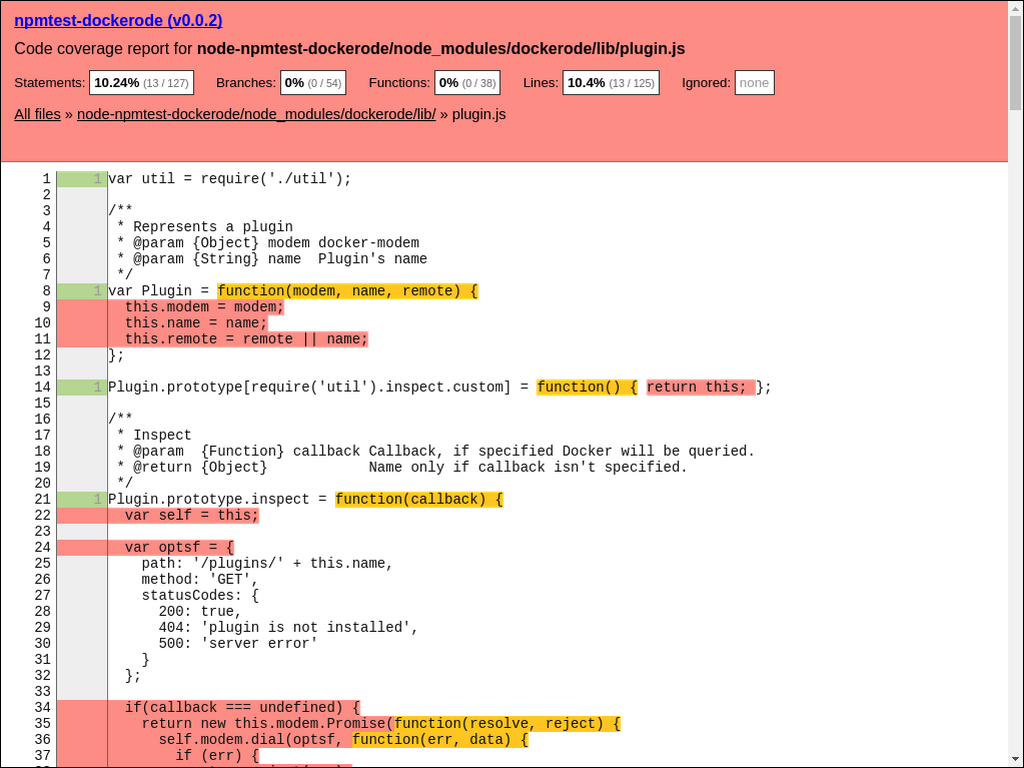 npmtest-dockerode (v0.0.2)
Code coverage report for node-npmtest-dockerode/node_modules/dockerode/lib/plugin.js
Statements: 10.24% (13 / 127) Branches: 0% (0 / 54) Functions: 0% (0 / 38) Lines: 10.4% (13 / 125) Ignored: none
All files » node-npmtest-dockerode/node_modules/dockerode/lib/ » plugin.js
1 1 var util = require('./util');
2
3 /**
4  * Represents a plugin
5  * @param {Object} modem docker-modem
6  * @param {String} name  Plugin's name
7  */
8 1 var Plugin = function(modem, name, remote) {
9   this.modem = modem;
10   this.name = name;
11   this.remote = remote || name;
12 };
13
14 1 Plugin.prototype[require('util').inspect.custom] = function() { return this; };
15
16 /**
17  * Inspect
18  * @param  {Function} callback Callback, if specified Docker will be queried.
19  * @return {Object}            Name only if callback isn't specified.
20  */
21 1 Plugin.prototype.inspect = function(callback) {
22   var self = this;
23
24   var optsf = {
25     path: '/plugins/' + this.name,
26     method: 'GET',
27     statusCodes: {
28       200: true,
29       404: 'plugin is not installed',
30       500: 'server error'
31     }
32   };
33
34   if(callback === undefined) {
35     return new this.modem.Promise(function(resolve, reject) {
36       self.modem.dial(optsf, function(err, data) {
37         if (err) {